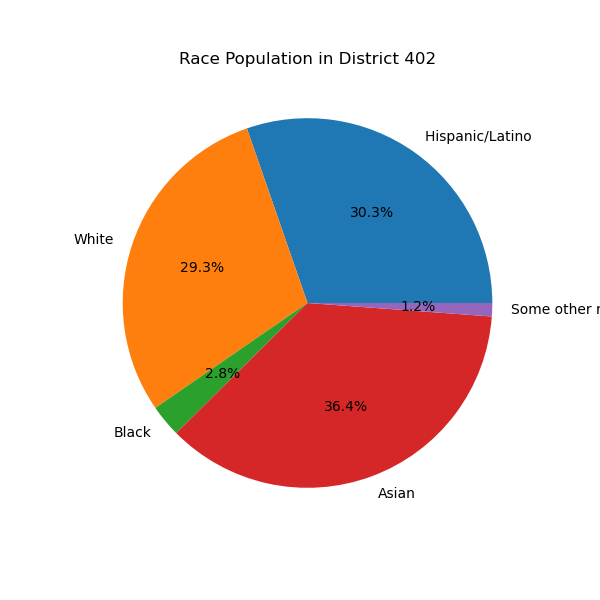 Race Population in District 402
Hispanic/Latino
30.3%
White
29.3%
1.2%
Some other
2.8%
36.4%
Black
Asian